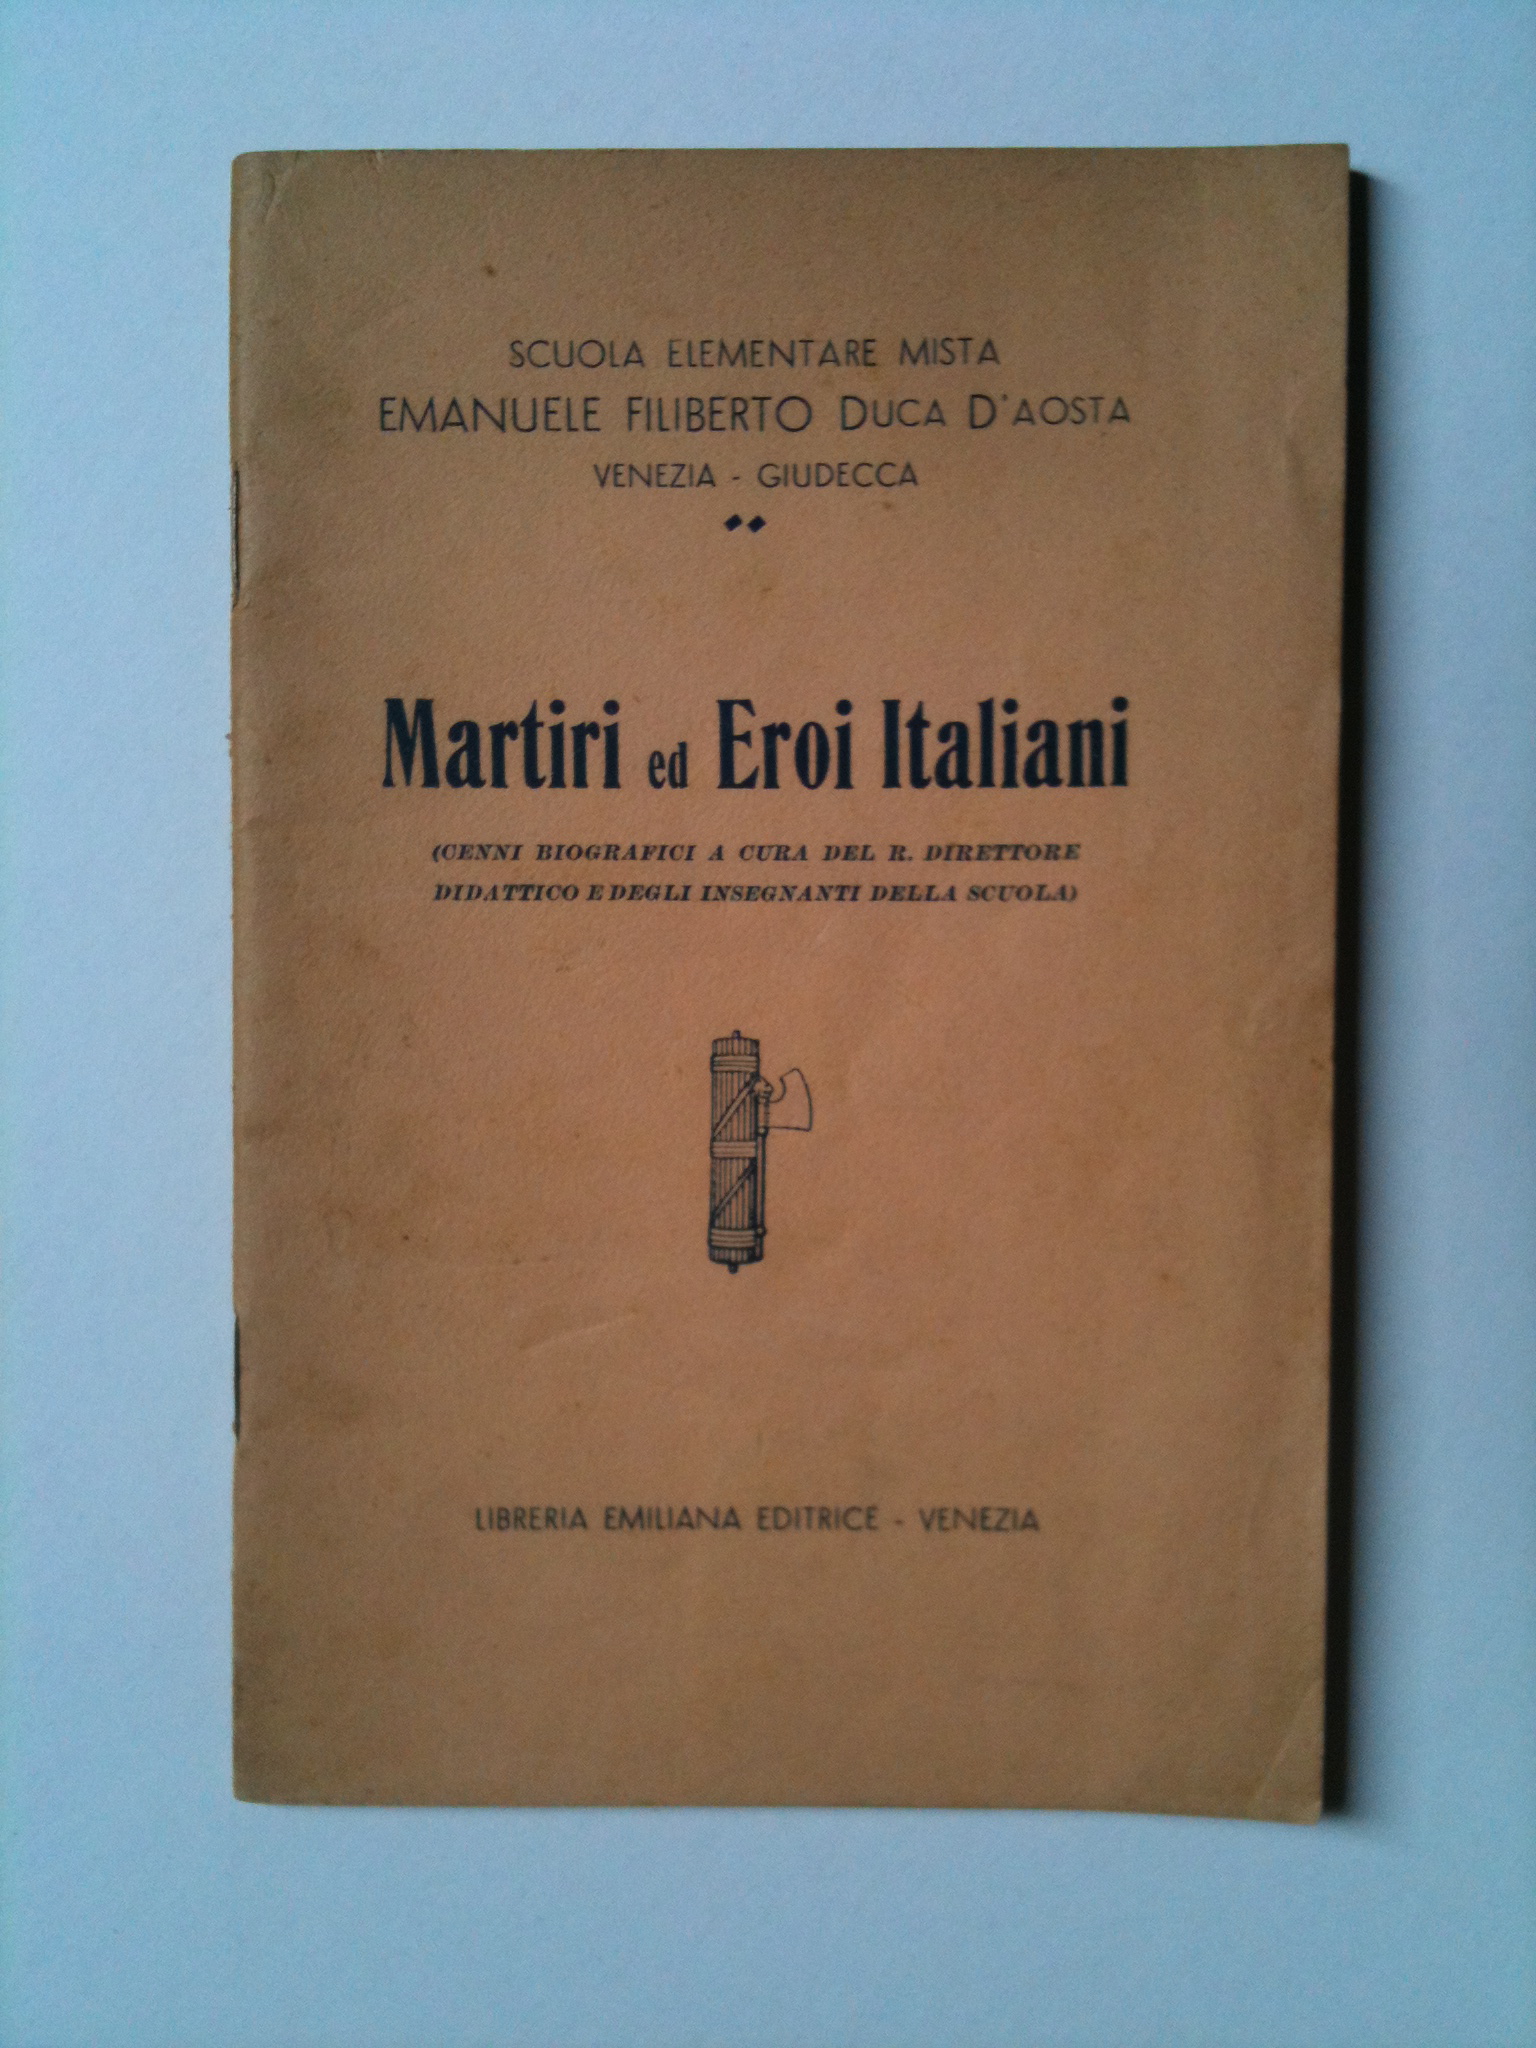 SCUOLA ELEMENTARE MISTA
EMANUELE FILIBERTO DUCA D'AOSTA
VENEZIA - GIUDECCA
Martiri ed Eroi Italiani
(CENNI BIOGRAFICI A CURA DEL R. DIRETTORE
DIDATTICO E DEGLI INSEGNANTI DELLA SCUOLA)
LIBRERIA EMILIANA EDITRICE - VENEZIA